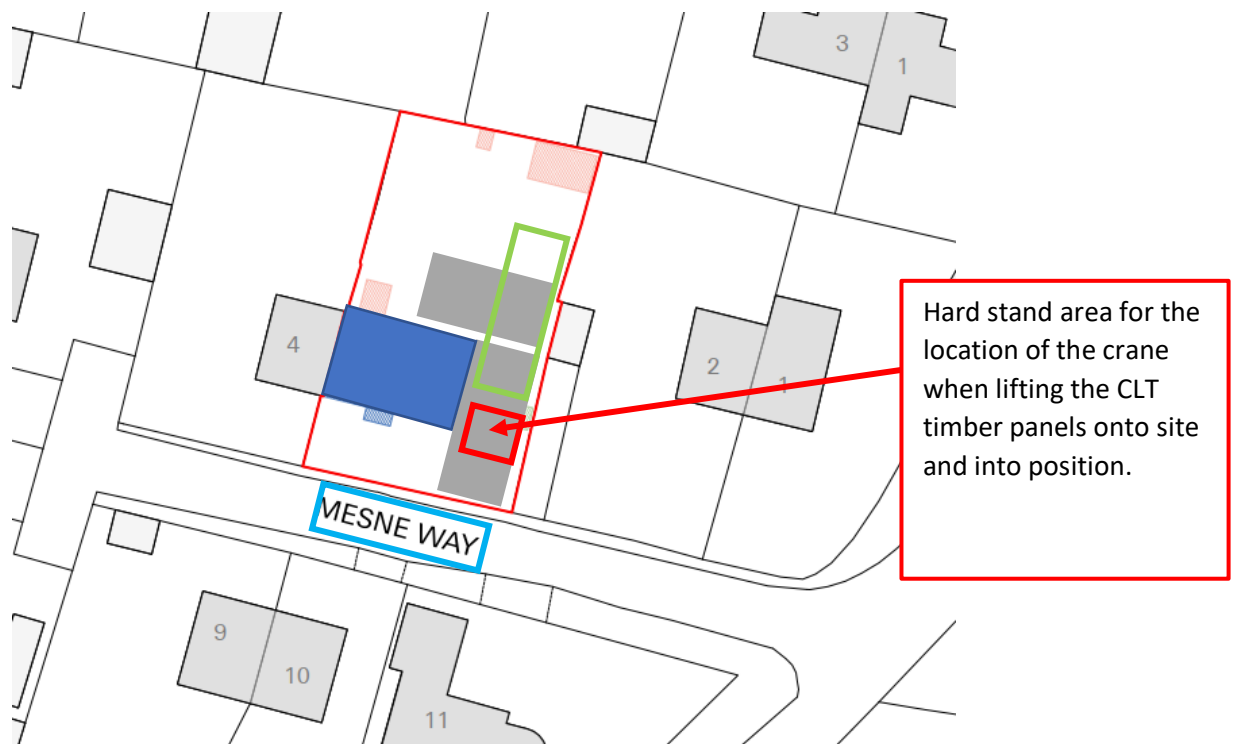 3
1
4
2
1
Hard stand area for the
location of the crane
when lifting the CLT
timber panels onto site
and into position.
MESNE WAY
9
10
11